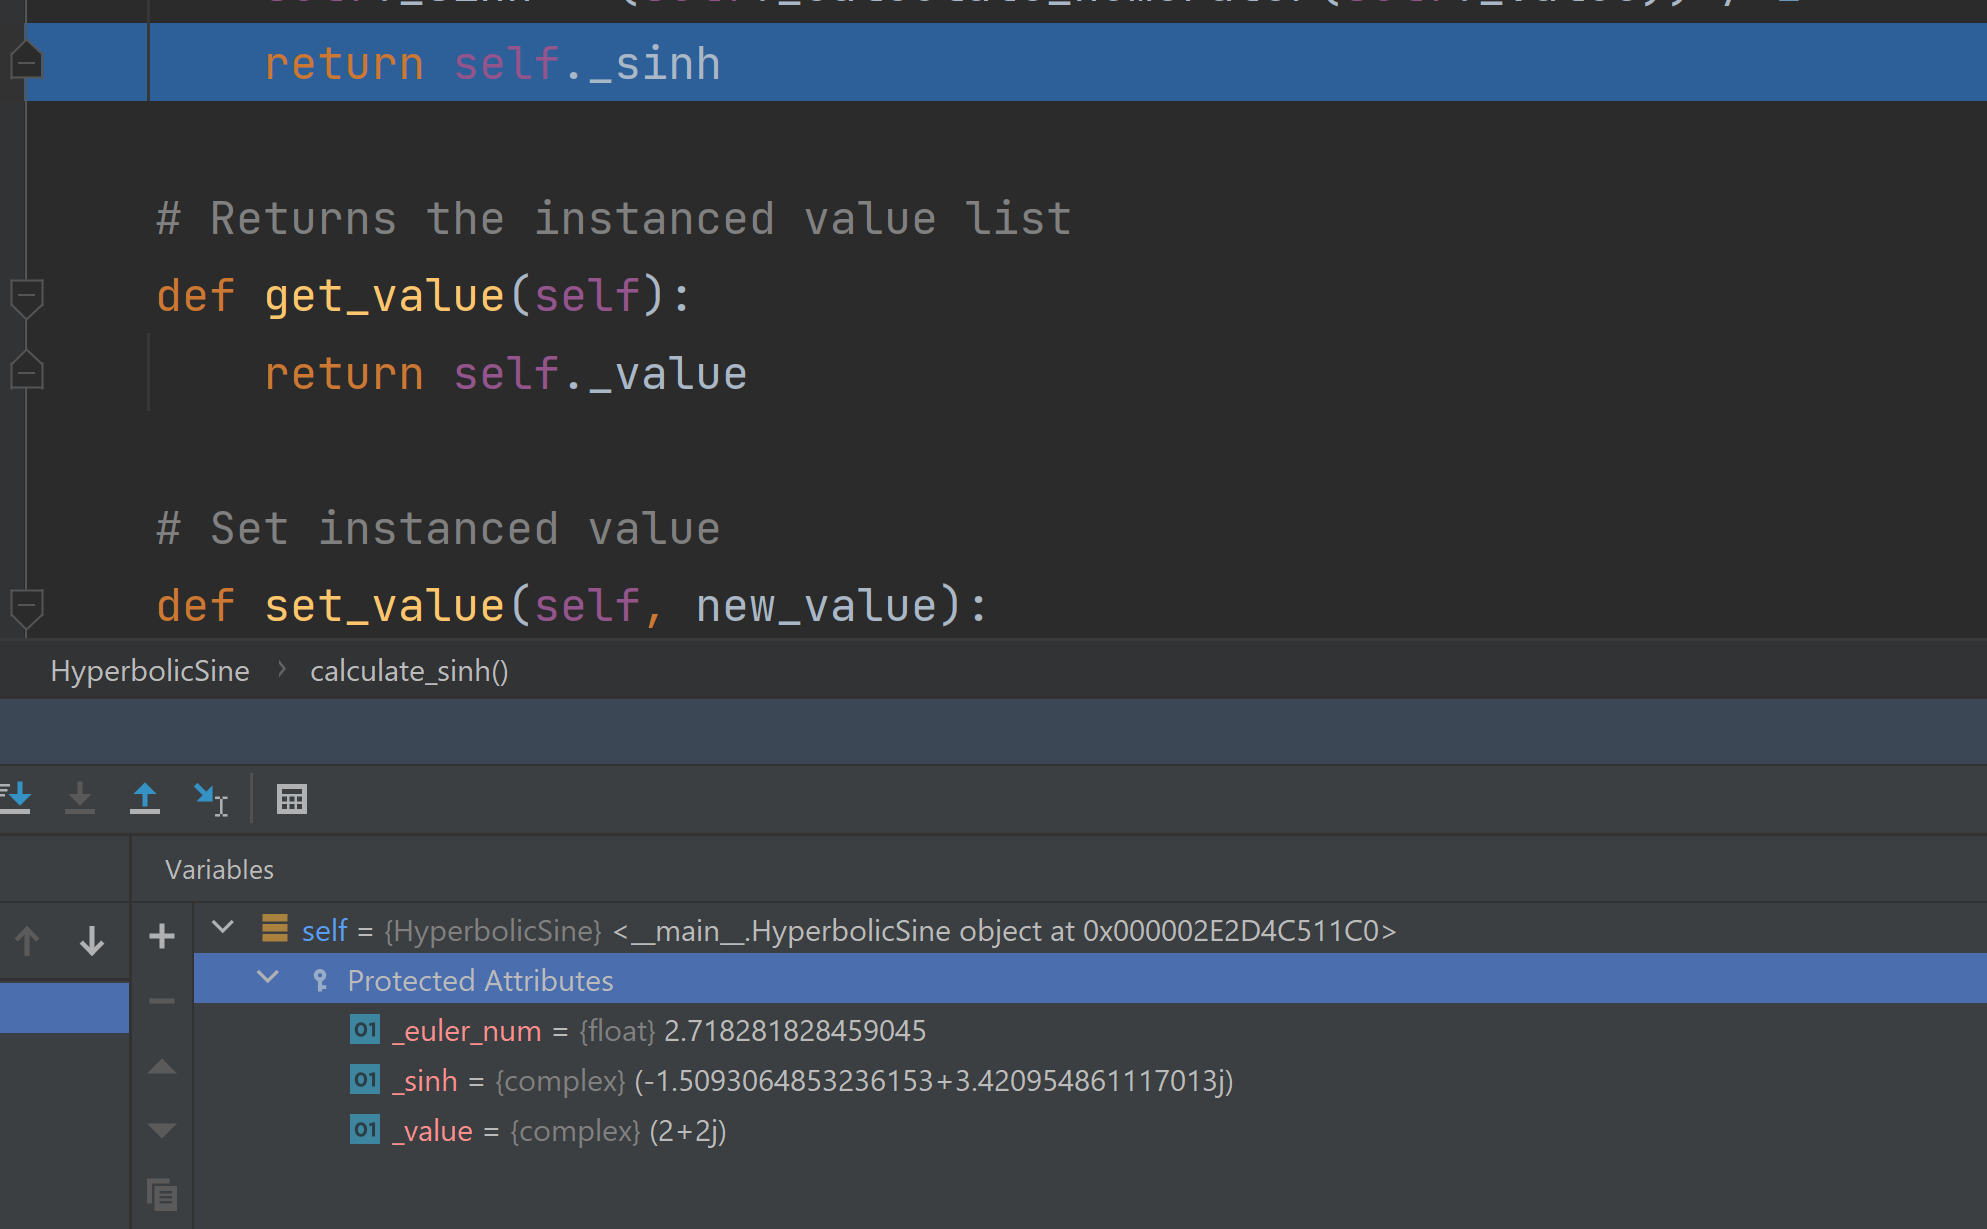 return self._sinh
# Returns the instanced value list
def get_value(self):
return self._value
# Set instanced value
def set_value(self, new_value):
HyperbolicSine › calculate_sinh()
Variables
self = {HyperbolicSine} <__main__.HyperbolicSine object at 0x000002E2D4C511C0>
Protected Attributes
01 _euler_num = {float} 2.718281828459045
01 _sinh = {complex} (-1.5093064853236153+3.420954861117013j)
01 _value = {complex} (2+2j)